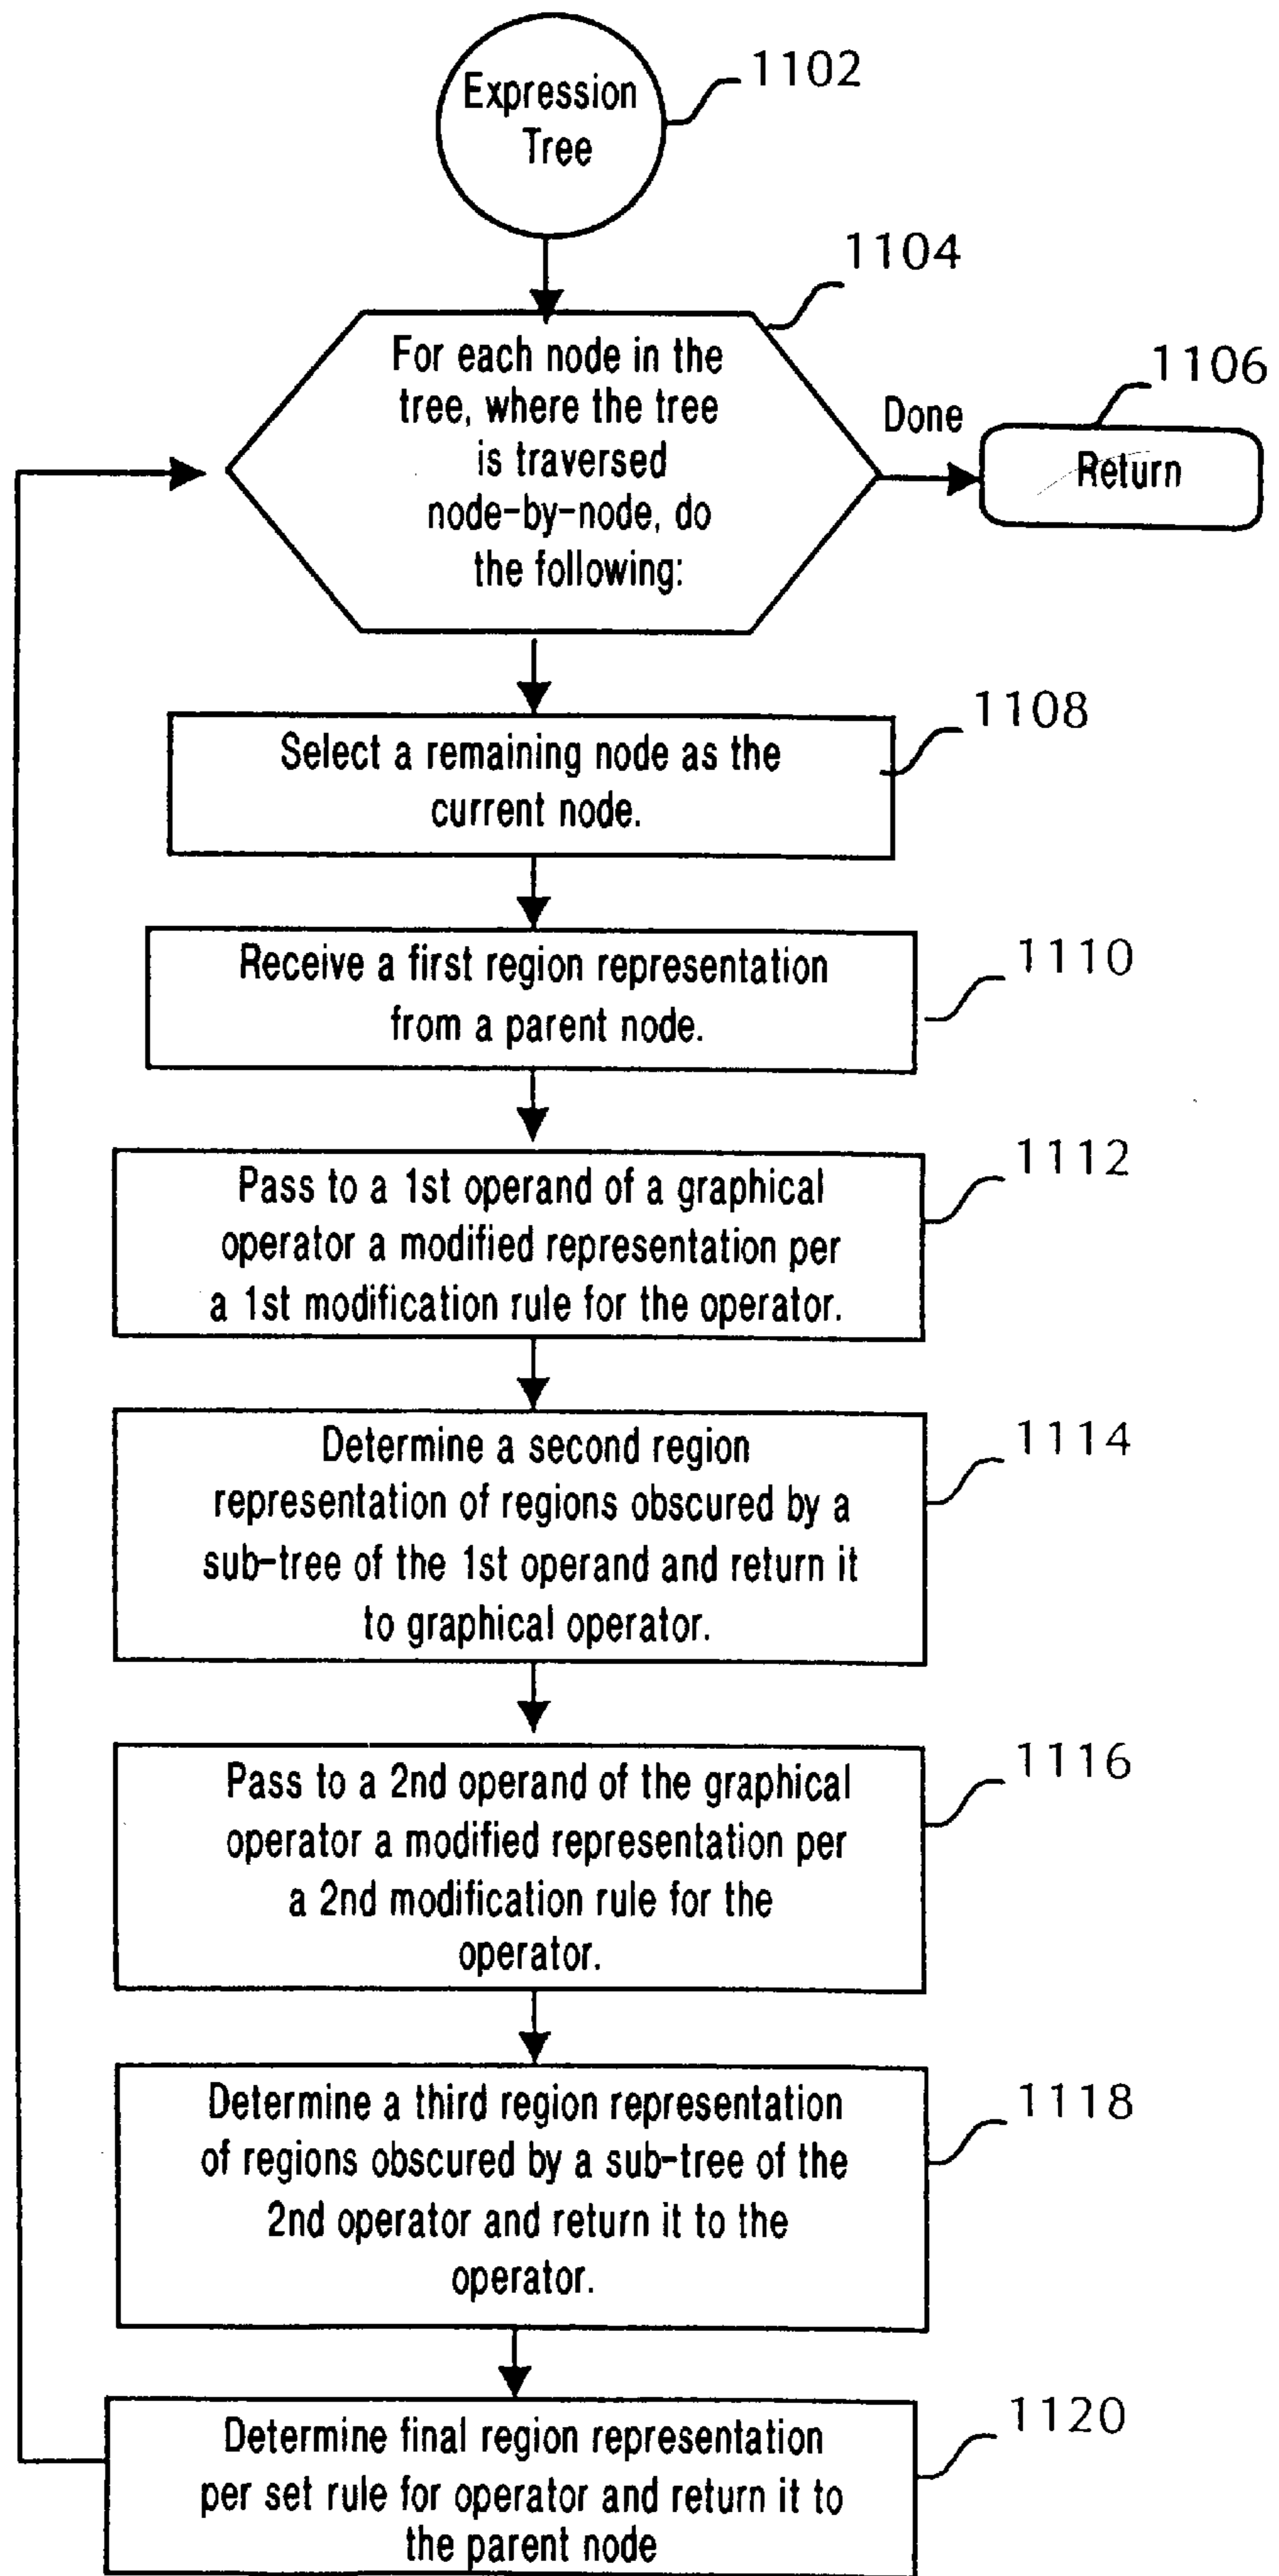 Expression
Tree
1102
1104
For each node in the
tree, where the tree
is traversed
node-by-node, do
the following:
Done
1106
Return
1108
Select a remaining node as the
current node.
1110
Receive a first region representation
from a parent node.
1112
Pass to a 1st operand of a graphical
operator a modified representation per
a 1st modification rule for the operator.
1114
Determine a second region
representation of regions obscured by a
sub-tree of the 1st operand and return it
to graphical operator.
1116
Pass to a 2nd operand of the graphical
operator a modified representation per
a 2nd modification rule for the
operator.
1118
Determine a third region representation
of regions obscured by a sub-tree of the
2nd operator and return it to the
operator.
1120
Determine final region representation
per set rule for operator and return it to
the parent node